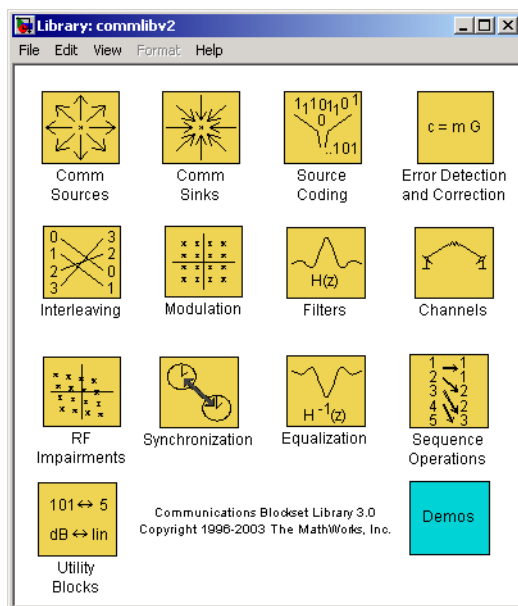 Library: commlibv2
File Edit View Format Help
1 1 1 0 1 1 0 1
0
..101
c = m G
Comm Sources
Comm Sinks
Source Coding
Error Detection and Correction
0 3
1 2
2 0
3 1
H(z)
Interleaving
Modulation
Filters
Channels
H⁻¹(z)
1 1
2 1
3 2
4 2
5 3
RF Impairments
Synchronization
Equalization
Sequence Operations
101 ↔ 5
dB ↔ lin
Utility Blocks
Communications Blockset Library 3.0
Copyright 1996-2003 The MathWorks, Inc.
Demos